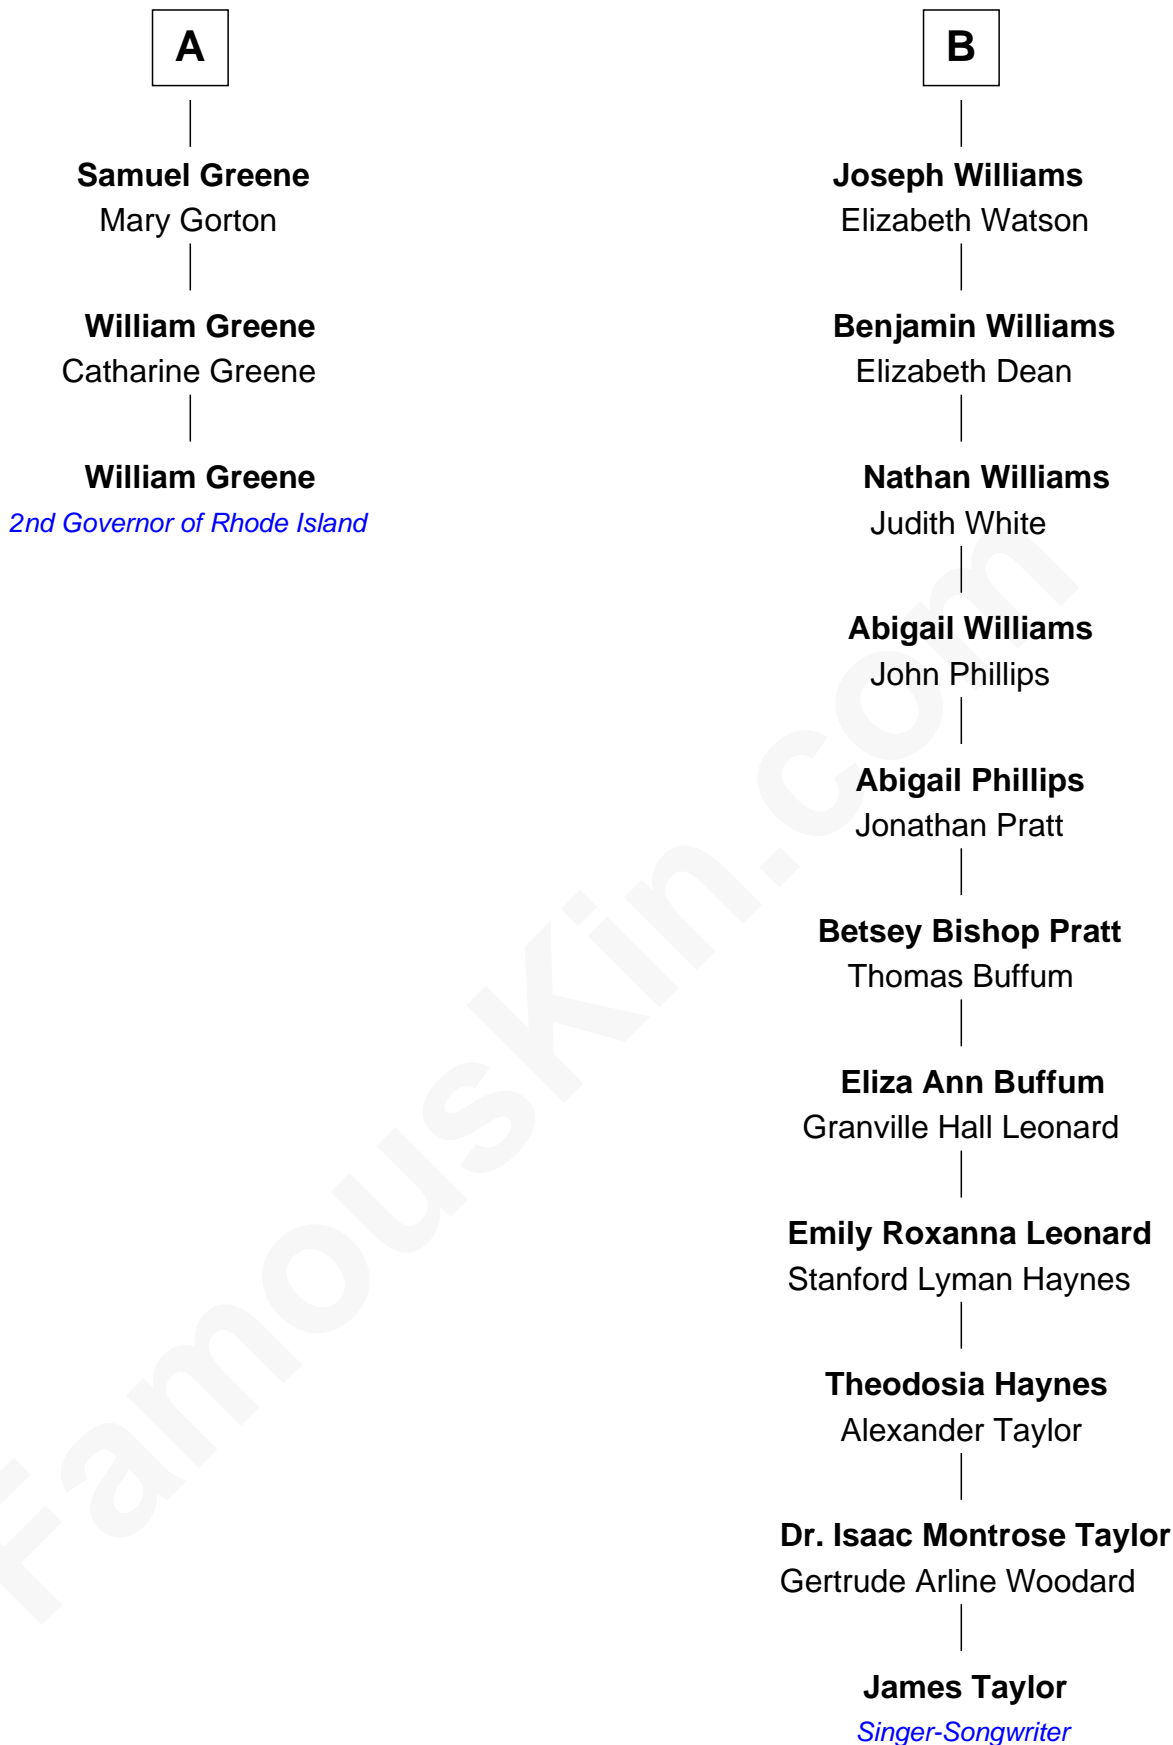 A
Samuel Greene
Mary Gorton
William Greene
Catharine Greene
William Greene
2nd Governor of Rhode Island
B
Joseph Williams
Elizabeth Watson
Benjamin Williams
Elizabeth Dean
Nathan Williams
Judith White
Abigail Williams
John Phillips
Abigail Phillips
Jonathan Pratt
Betsey Bishop Pratt
Thomas Buffum
Eliza Ann Buffum
Granville Hall Leonard
Emily Roxanna Leonard
Stanford Lyman Haynes
Theodosia Haynes
Alexander Taylor
Dr. Isaac Montrose Taylor
Gertrude Arline Woodard
James Taylor
Singer-Songwriter
FamousKin.com